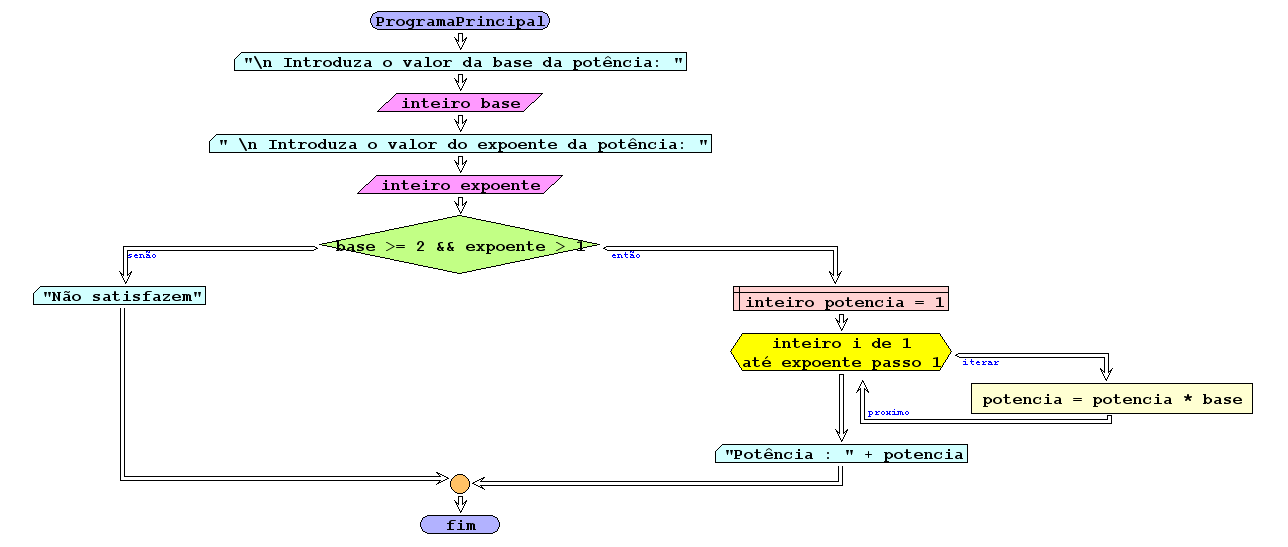 ProgramaPrincipal
"\n Introduza o valor da base da potência: "
inteiro base
" \n Introduza o valor do expoente da potência: "
inteiro expoente
base >= 2 && expoente > 1
senão
então
"Não satisfazem"
inteiro potencia = 1
inteiro i de 1
até expoente passo 1
iterar
potencia = potencia * base
proximo
"Potência : " + potencia
fim